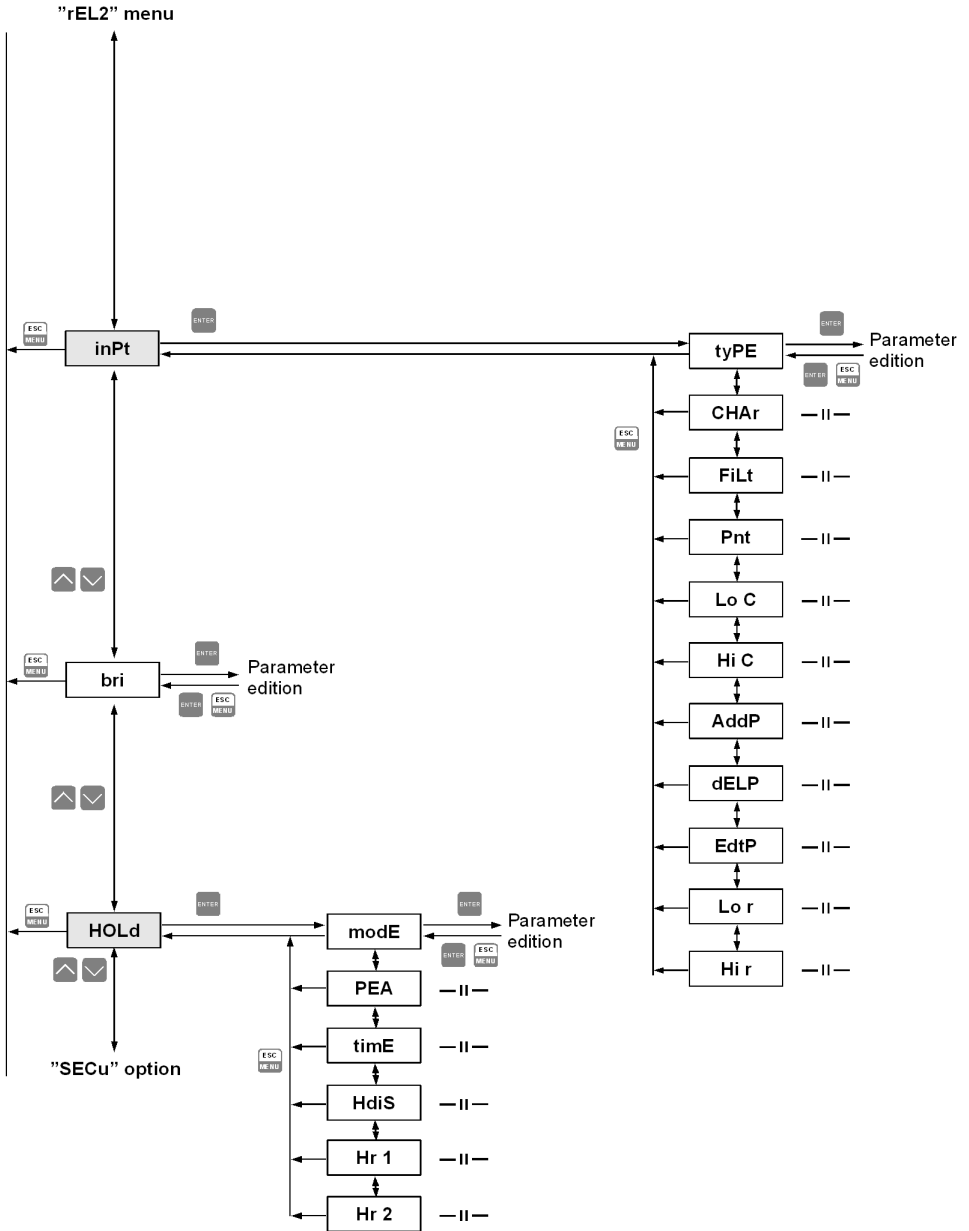 ”rEL2” menu
ESC
MENU
inPt
ENTER
tyPE
ENTER
Parameter
edition
ENTER
ESC
MENU
ESC
MENU
CHAr
— II —
FiLt
— II —
Pnt
— II —
Lo C
— II —
Hi C
— II —
AddP
— II —
dELP
— II —
EdtP
— II —
Lo r
— II —
Hi r
— II —
ESC
MENU
bri
ENTER
Parameter
edition
ENTER
ESC
MENU
ESC
MENU
HOLd
ENTER
modE
ENTER
Parameter
edition
ENTER
ESC
MENU
ESC
MENU
PEA
— II —
timE
— II —
HdiS
— II —
Hr 1
— II —
Hr 2
— II —
”SECu” option